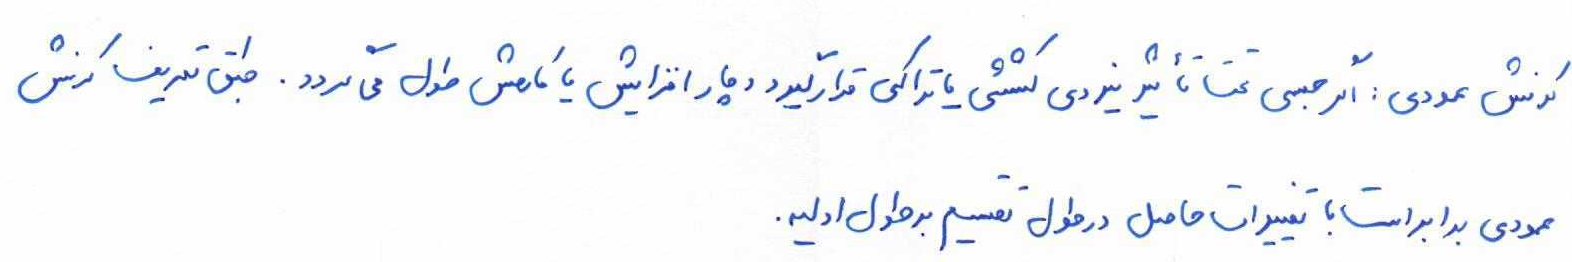 کرنش عمودی : اگر جسمی تحت تأثیر نیروی کششی یا تراکمی قرار گیرد دچار افزایش یا کاهش طول می گردد . طبق تعریف کرنش
عمودی برابر است با تغییرات حاصل در طول تقسیم بر طول اولیه .